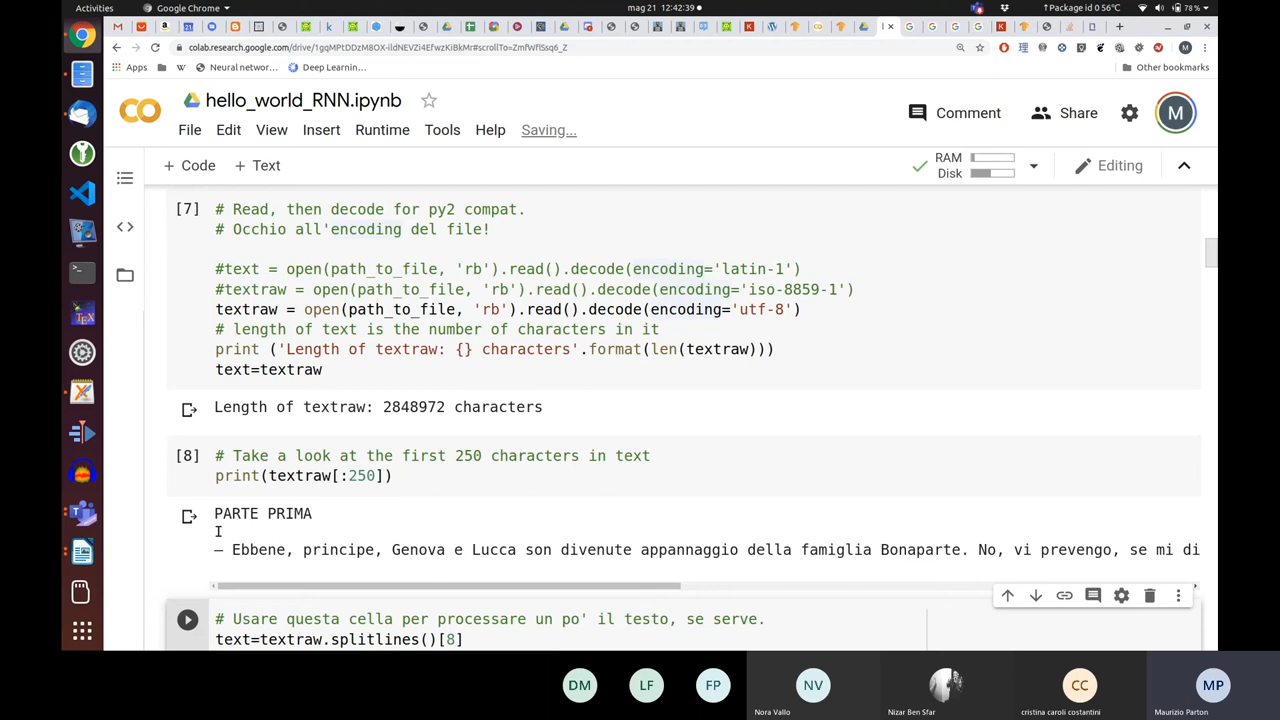 Activities
Google Chrome
mag 21 12:42:39
Package id 0 56°C
78 %
colab.research.google.com/drive/1gqMPtDDzM8OX-ildNEVZi4EfwzKiBkMr#scrollTo=ZmfWflSsq6_Z
Apps
Neural networ...
Deep Learnin...
Other bookmarks
hello_world_RNN.ipynb
Comment
Share
M
File Edit View Insert Runtime Tools Help Saving...
+ Code + Text
RAM
Disk
Editing
[7] # Read, then decode for py2 compat.
# Occhio all'encoding del file!
#text = open(path_to_file, 'rb').read().decode(encoding='latin-1')
#textraw = open(path_to_file, 'rb').read().decode(encoding='iso-8859-1')
textraw = open(path_to_file, 'rb').read().decode(encoding='utf-8')
# length of text is the number of characters in it
print ('Length of textraw: {} characters'.format(len(textraw)))
text=textraw
Length of textraw: 2848972 characters
[8] # Take a look at the first 250 characters in text
print(textraw[:250])
PARTE PRIMA
I
— Ebbene, principe, Genova e Lucca son divenute appannaggio della famiglia Bonaparte. No, vi prevengo, se mi di
# Usare questa cella per processare un po' il testo, se serve.
text=textraw.splitlines()[8]
DM
LF
FP
NV
CC
MP
Nora Vallo
Nizar Ben Sfar
cristina caroli costantini
Maurizio Parton